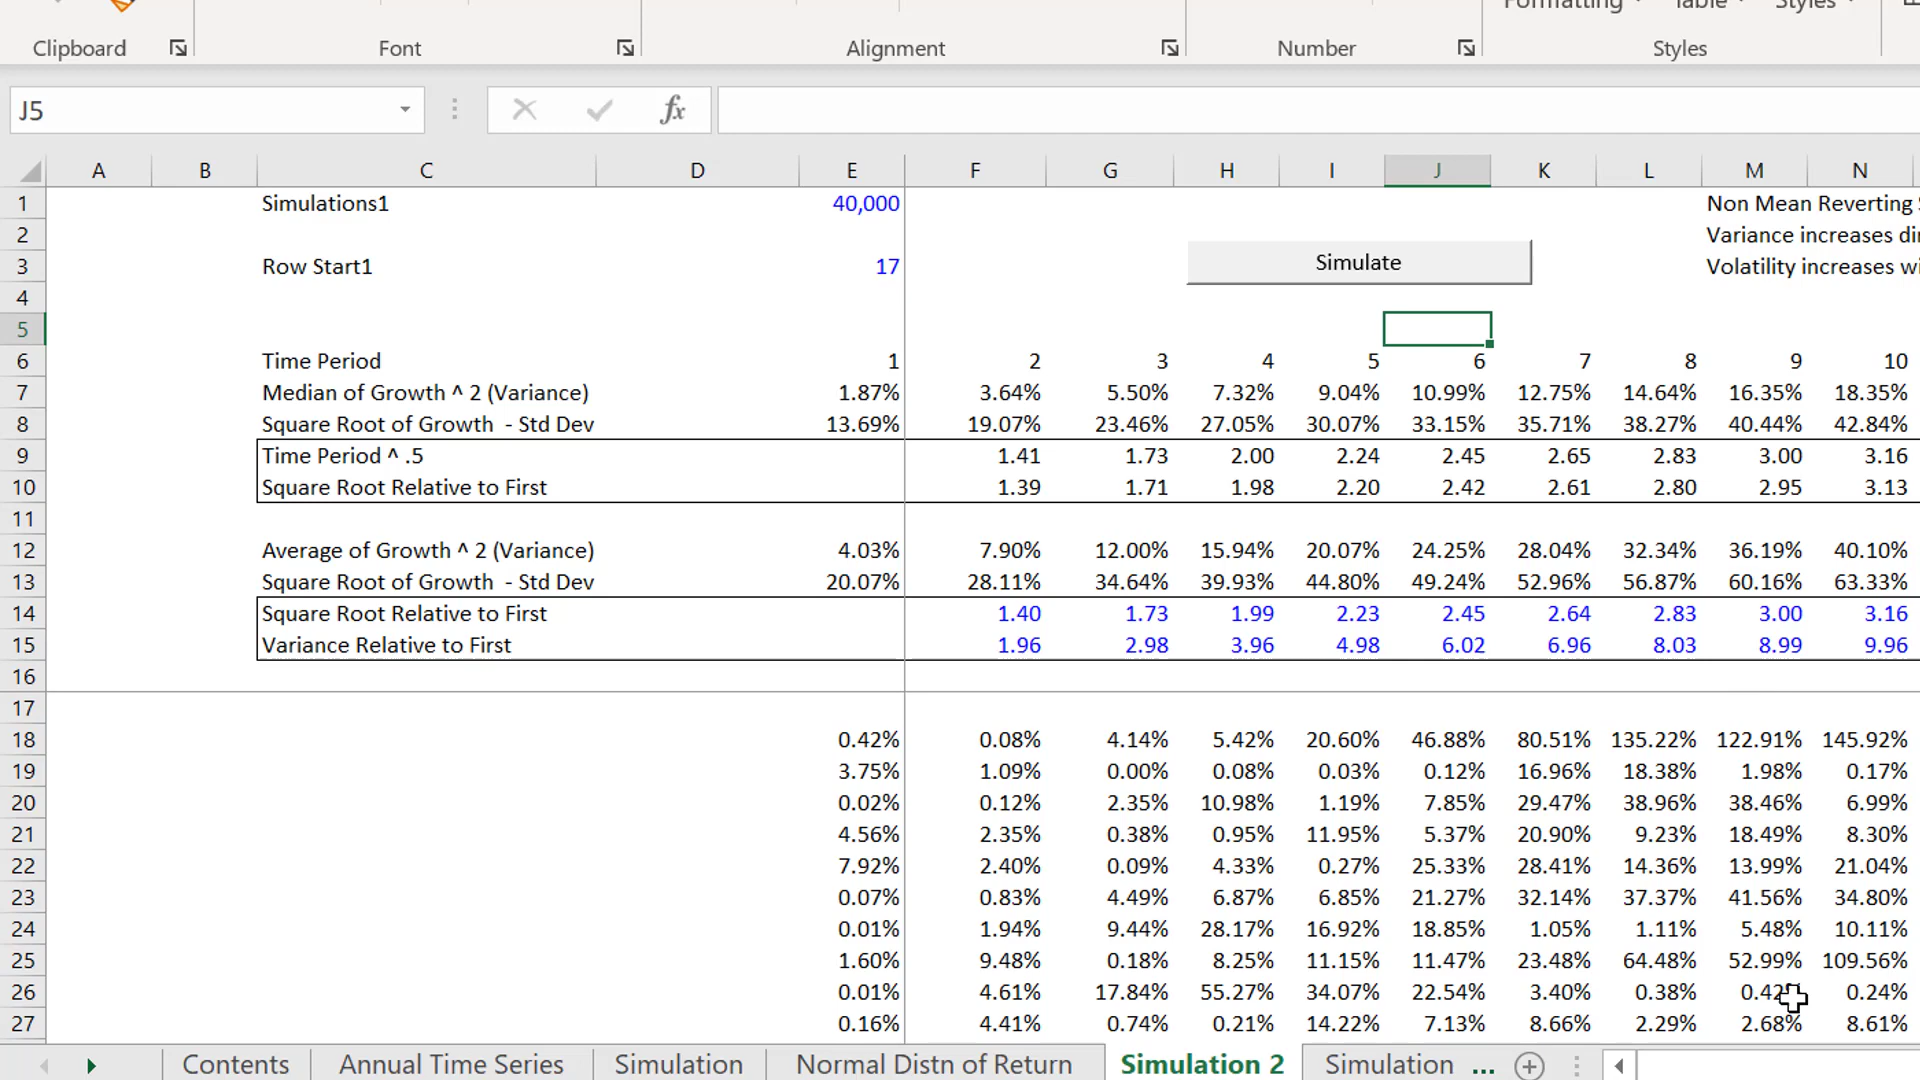 Formatting Table Styles
Clipboard Font Alignment Number Styles
J5 fx
A B C D E F G H I J K L M N
1 Simulations1 40,000 Non Mean Reverting
2 Simulate Variance increases
3 Row Start1 17 Volatility increases
4
5
6 Time Period 1 2 3 4 5 6 7 8 9 10
7 Median of Growth ^ 2 (Variance) 1.87% 3.64% 5.50% 7.32% 9.04% 10.99% 12.75% 14.64% 16.35% 18.35%
8 Square Root of Growth - Std Dev 13.69% 19.07% 23.46% 27.05% 30.07% 33.15% 35.71% 38.27% 40.44% 42.84%
9 Time Period ^ .5 1.41 1.73 2.00 2.24 2.45 2.65 2.83 3.00 3.16
10 Square Root Relative to First 1.39 1.71 1.98 2.20 2.42 2.61 2.80 2.95 3.13
11
12 Average of Growth ^ 2 (Variance) 4.03% 7.90% 12.00% 15.94% 20.07% 24.25% 28.04% 32.34% 36.19% 40.10%
13 Square Root of Growth - Std Dev 20.07% 28.11% 34.64% 39.93% 44.80% 49.24% 52.96% 56.87% 60.16% 63.33%
14 Square Root Relative to First 1.40 1.73 1.99 2.23 2.45 2.64 2.83 3.00 3.16
15 Variance Relative to First 1.96 2.98 3.96 4.98 6.02 6.96 8.03 8.99 9.96
16
17
18 0.42% 0.08% 4.14% 5.42% 20.60% 46.88% 80.51% 135.22% 122.91% 145.92%
19 3.75% 1.09% 0.00% 0.08% 0.03% 0.12% 16.96% 18.38% 1.98% 0.17%
20 0.02% 0.12% 2.35% 10.98% 1.19% 7.85% 29.47% 38.96% 38.46% 6.99%
21 4.56% 2.35% 0.38% 0.95% 11.95% 5.37% 20.90% 9.23% 18.49% 8.30%
22 7.92% 2.40% 0.09% 4.33% 0.27% 25.33% 28.41% 14.36% 13.99% 21.04%
23 0.07% 0.83% 4.49% 6.87% 6.85% 21.27% 32.14% 37.37% 41.56% 34.80%
24 0.01% 1.94% 9.44% 28.17% 16.92% 18.85% 1.05% 1.11% 5.48% 10.11%
25 1.60% 9.48% 0.18% 8.25% 11.15% 11.47% 23.48% 64.48% 52.99% 109.56%
26 0.01% 4.61% 17.84% 55.27% 34.07% 22.54% 3.40% 0.38% 0.24%
27 0.16% 4.41% 0.74% 0.21% 14.22% 7.13% 8.66% 2.29% 2.68% 8.61%
Contents Annual Time Series Simulation Normal Distn of Return Simulation 2 Simulation ...